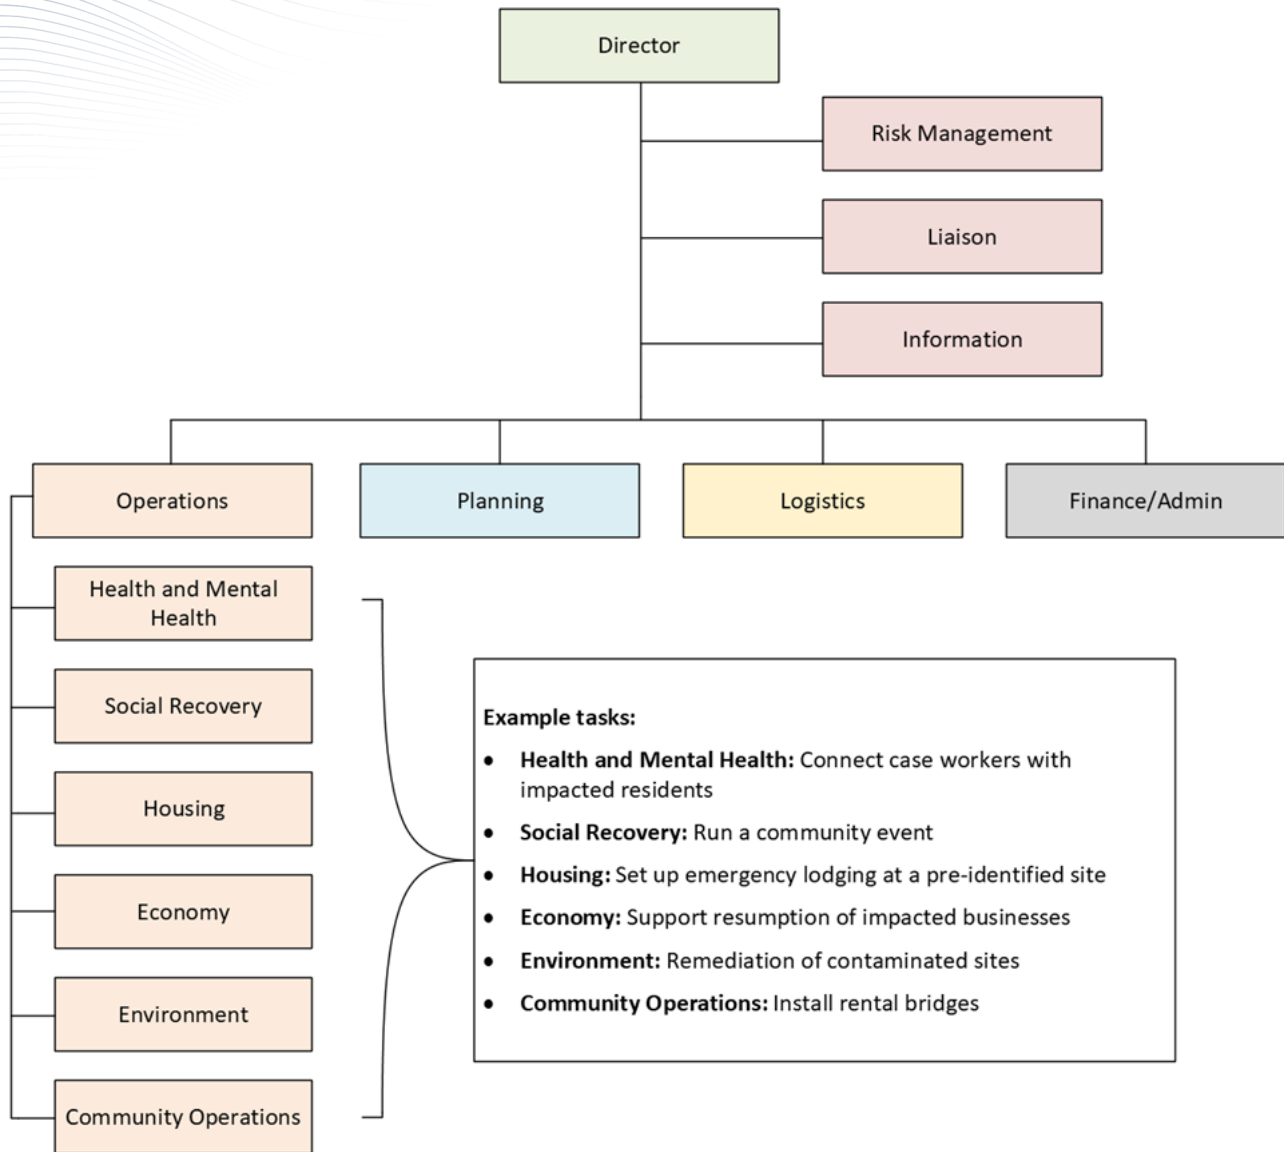 Director
Risk Management
Liaison
Information
Operations
Planning
Logistics
Finance/Admin
Health and Mental
Health
Social Recovery
Housing
Economy
Environment
Community Operations
Example tasks:
• Health and Mental Health: Connect case workers with
impacted residents
• Social Recovery: Run a community event
• Housing: Set up emergency lodging at a pre-identified site
• Economy: Support resumption of impacted businesses
• Environment: Remediation of contaminated sites
• Community Operations: Install rental bridges